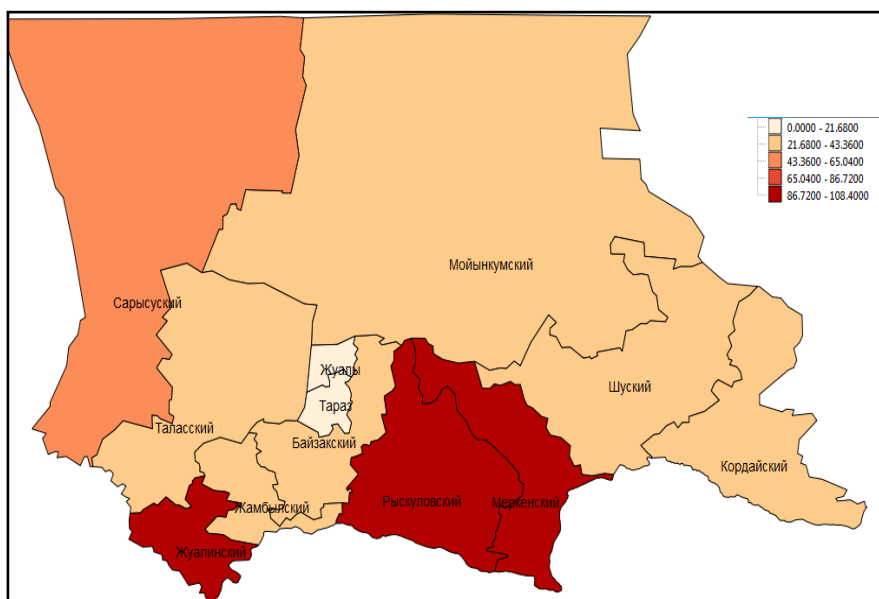 0.0000 - 21.6800
21.6800 - 43.3600
43.3600 - 65.0400
65.0400 - 86.7200
86.7200 - 108.4000
Мойынкумский
Сарысуский
Жуалы
Тараз
Шуский
Таласский
Байзакский
Кордайский
Рыскуловский
Меркенский
Жамбылский
Жуалинский